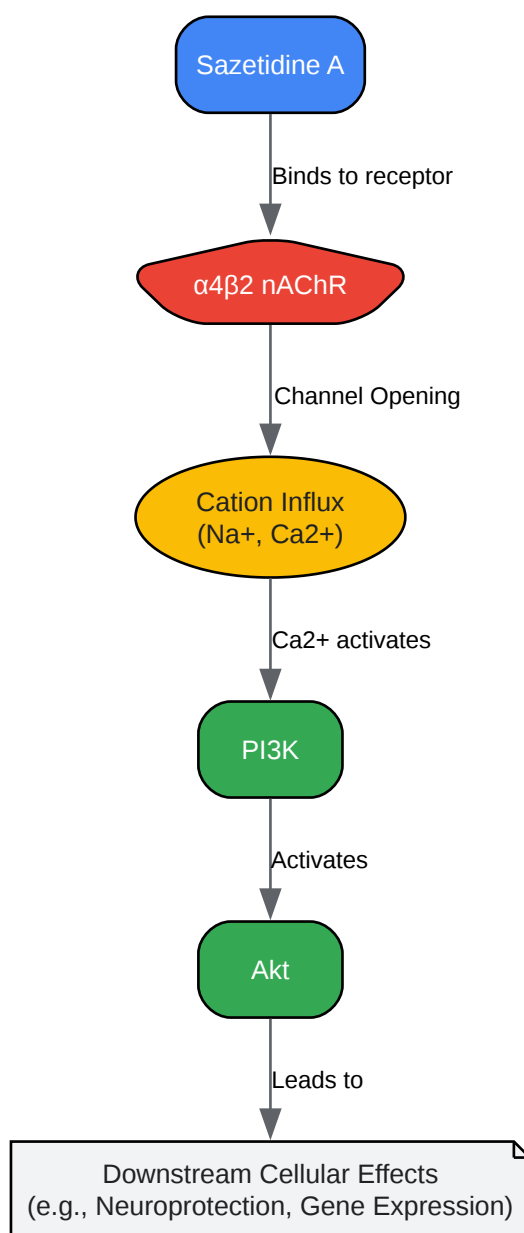 Sazetidine A
Binds to receptor
α4β2 nAChR
Channel Opening
Cation Influx
(Na+, Ca2+)
Ca2+ activates
PI3K
Activates
Akt
Leads to
Downstream Cellular Effects
(e.g., Neuroprotection, Gene Expression)